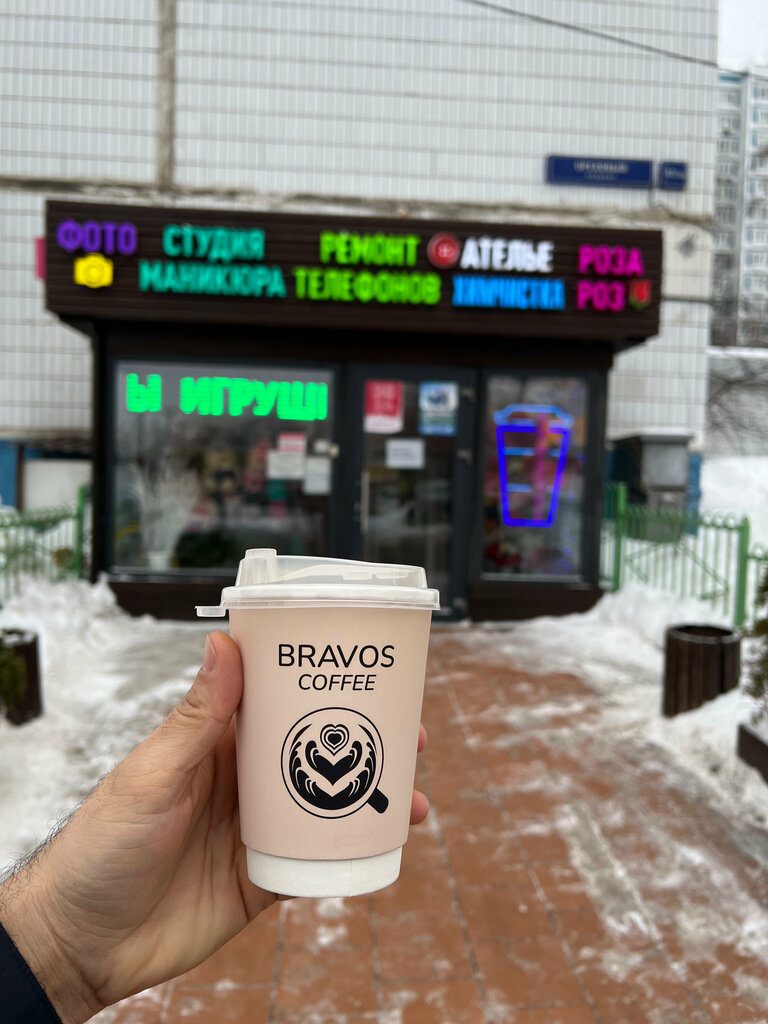 ФОТО
СТУДИЯ
МАНИКЮРА
РЕМОНТ
ТЕЛЕФОНОВ
АТЕЛЬЕ
ХИМЧИСТКА
РОЗА
РОЗ
Ы ИГРУШ
BRAVOS
COFFEE